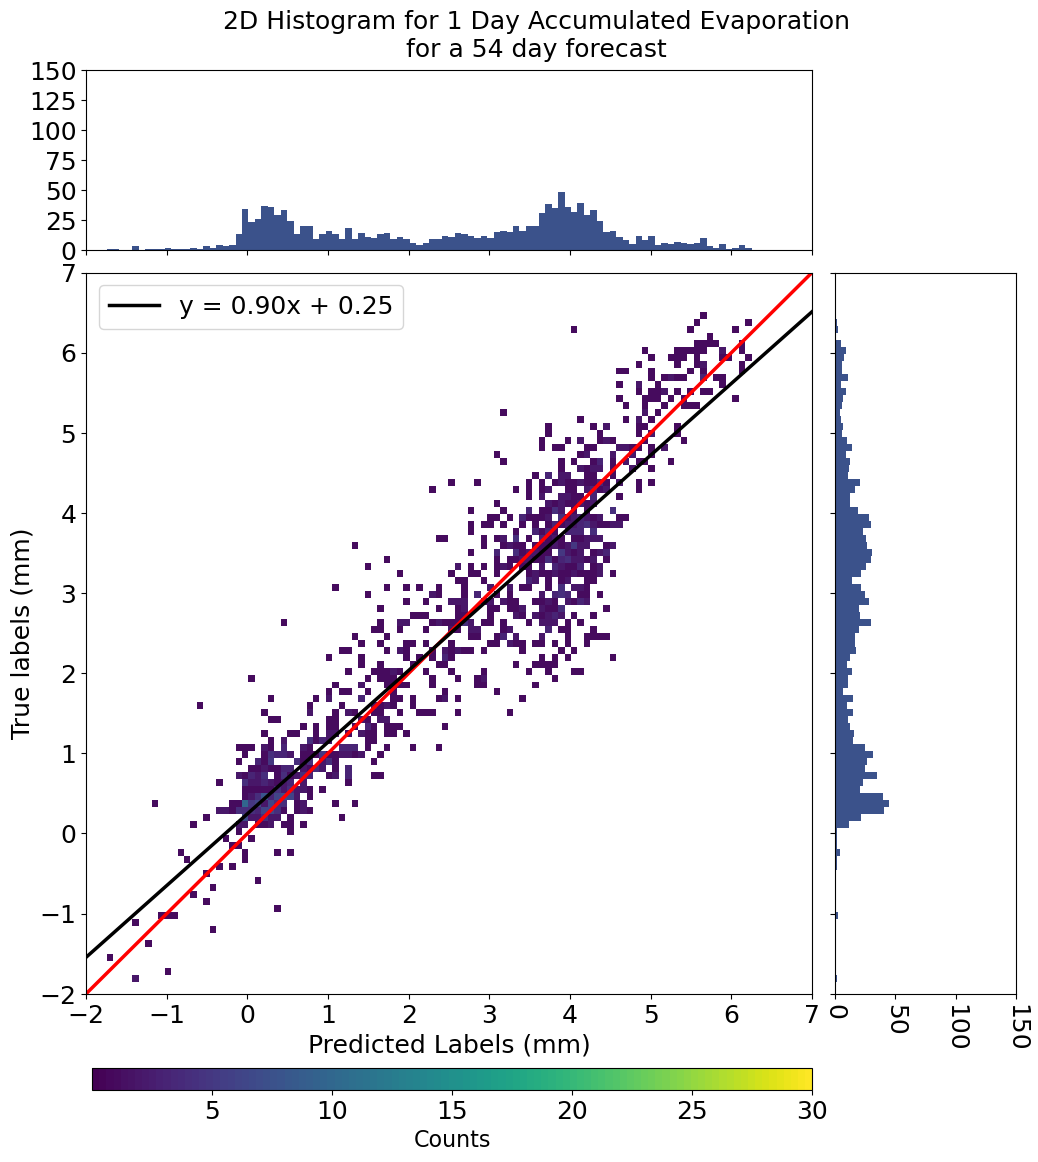 2D Histogram for 1 Day Accumulated Evaporation
for a 54 day forecast
150
125
100
75
50
25
0
7
6
5
4
3
2
1
0
−1
−2
True labels (mm)
y = 0.90x + 0.25
−2 −1 0 1 2 3 4 5 6 7
Predicted Labels (mm)
0 50 100 150
5 10 15 20 25 30
Counts